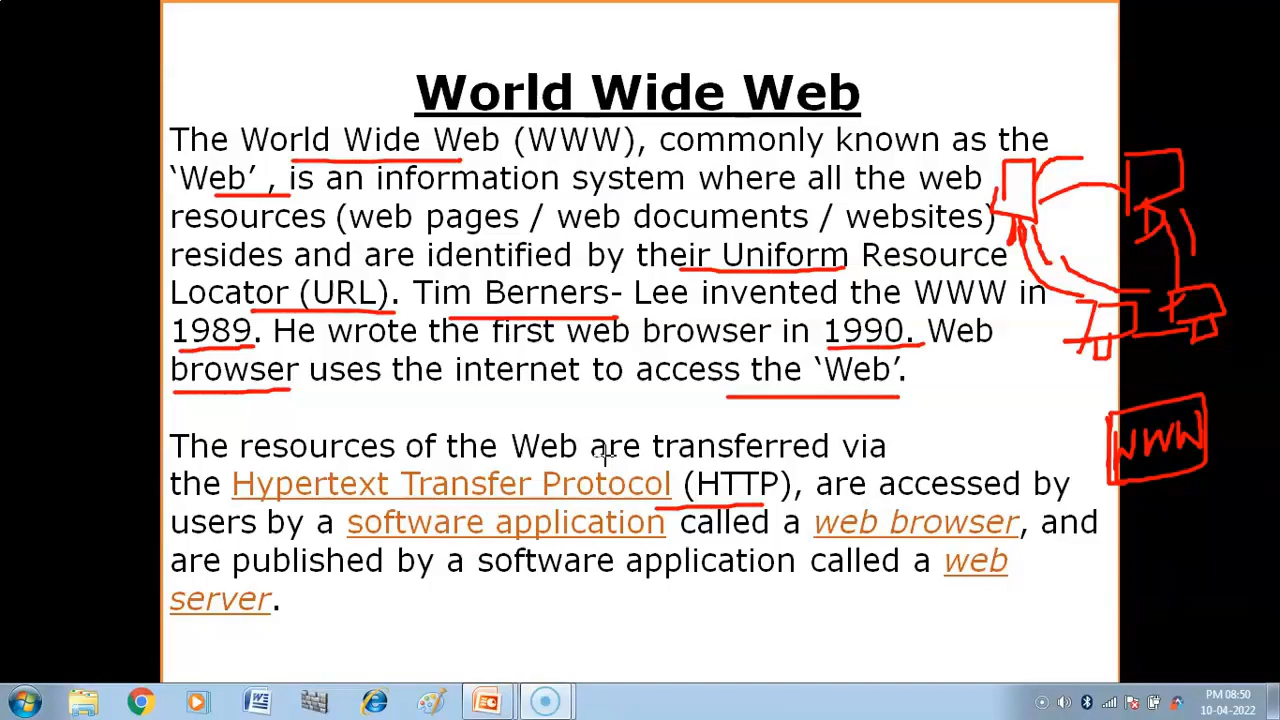 World Wide Web
The World Wide Web (WWW), commonly known as the
‘Web’ , is an information system where all the web
resources (web pages / web documents / websites)
resides and are identified by their Uniform Resource
Locator (URL). Tim Berners- Lee invented the WWW in
1989. He wrote the first web browser in 1990. Web
browser uses the internet to access the ‘Web’.
WWW
The resources of the Web are transferred via
the Hypertext Transfer Protocol (HTTP), are accessed by
users by a software application called a web browser, and
are published by a software application called a web
server.
PM 08:50
10-04-2022